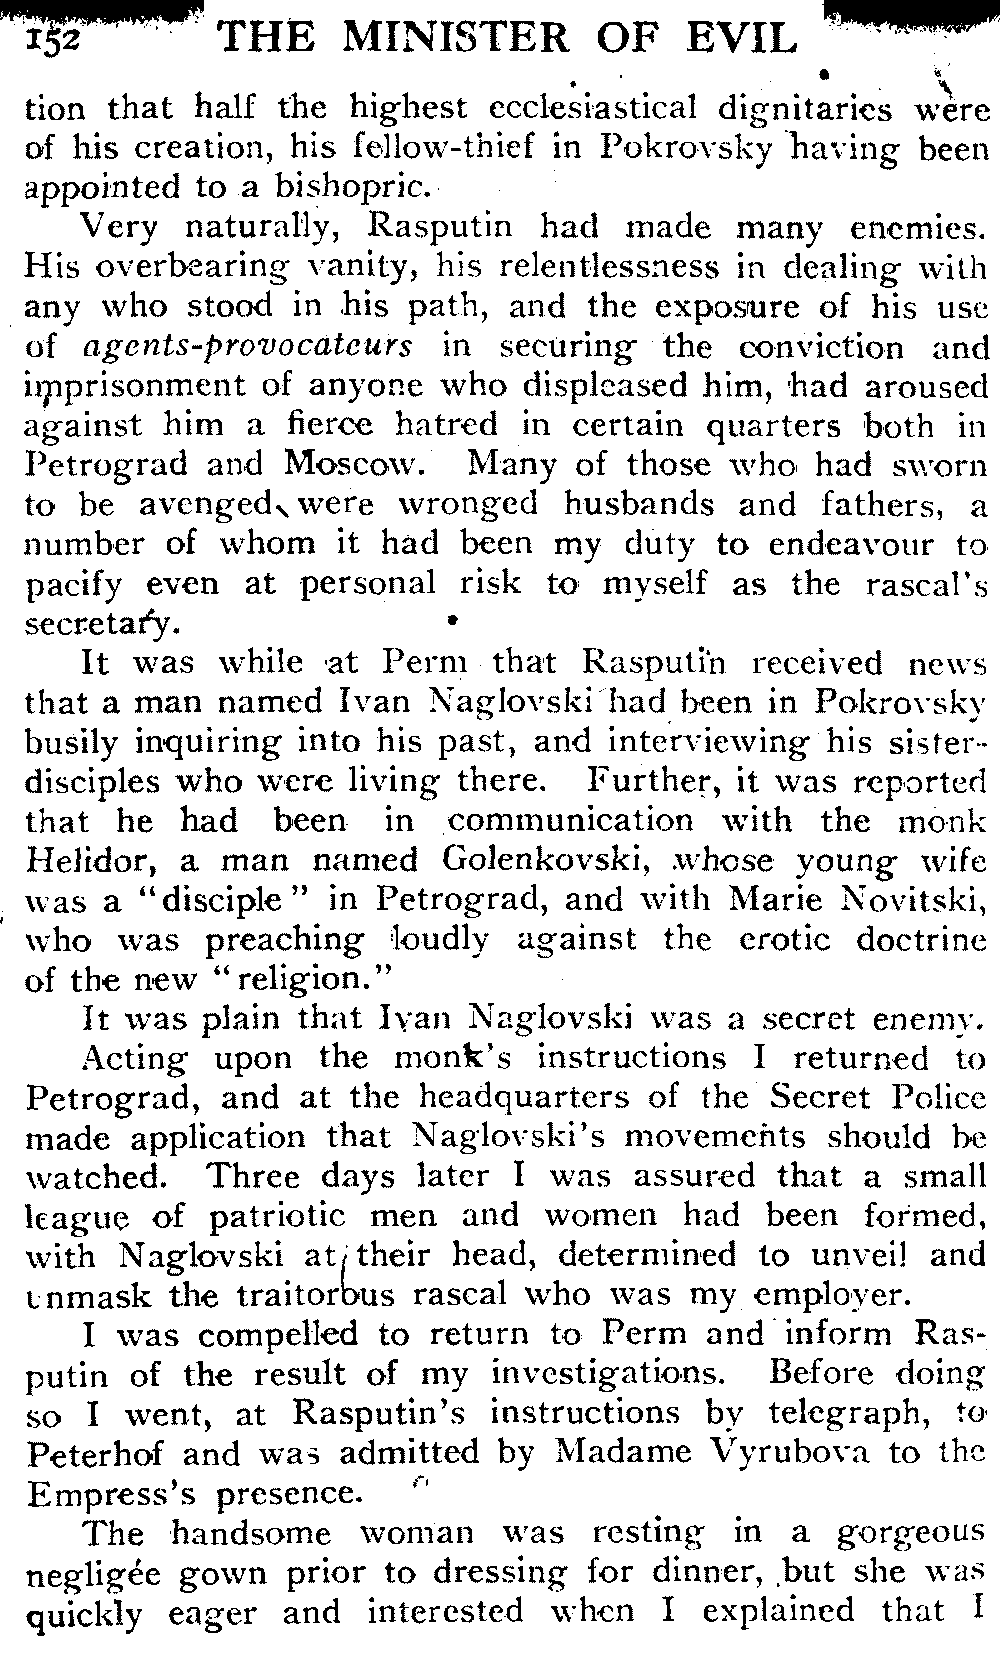 152 THE MINISTER OF EVIL
tion that half the highest ecclesiastical dignitaries were
of his creation, his fellow-thief in Pokrovsky having been
appointed to a bishopric.
Very naturally, Rasputin had made many enemies.
His overbearing vanity, his relentlessness in dealing with
any who stood in his path, and the exposure of his use
of agents-provocateurs in securing the conviction and
imprisonment of anyone who displeased him, had aroused
against him a fierce hatred in certain quarters both in
Petrograd and Moscow. Many of those who had sworn
to be avenged, were wronged husbands and fathers, a
number of whom it had been my duty to endeavour to
pacify even at personal risk to myself as the rascal's
secretary.
It was while at Perm that Rasputin received news
that a man named Ivan Naglovski had been in Pokrovsky
busily inquiring into his past, and interviewing his sister-
disciples who were living there. Further, it was reported
that he had been in communication with the monk
Helidor, a man named Golenkovski, whose young wife
was a "disciple" in Petrograd, and with Marie Novitski,
who was preaching loudly against the erotic doctrine
of the new "religion."
It was plain that Ivan Naglovski was a secret enemy.
Acting upon the monk's instructions I returned to
Petrograd, and at the headquarters of the Secret Police
made application that Naglovski's movements should be
watched. Three days later I was assured that a small
league of patriotic men and women had been formed,
with Naglovski at their head, determined to unveil and
unmask the traitorous rascal who was my employer.
I was compelled to return to Perm and inform Ras-
putin of the result of my investigations. Before doing
so I went, at Rasputin's instructions by telegraph, to
Peterhof and was admitted by Madame Vyrubova to the
Empress's presence.
The handsome woman was resting in a gorgeous
negligée gown prior to dressing for dinner, but she was
quickly eager and interested when I explained that I